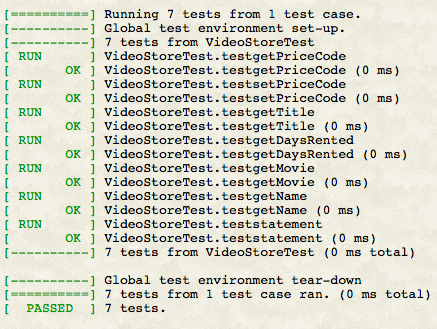 [==========] Running 7 tests from 1 test case.
[----------] Global test environment set-up.
[----------] 7 tests from VideoStoreTest
[ RUN      ] VideoStoreTest.testgetPriceCode
[       OK ] VideoStoreTest.testgetPriceCode (0 ms)
[ RUN      ] VideoStoreTest.testsetPriceCode
[       OK ] VideoStoreTest.testsetPriceCode (0 ms)
[ RUN      ] VideoStoreTest.testgetTitle
[       OK ] VideoStoreTest.testgetTitle (0 ms)
[ RUN      ] VideoStoreTest.testgetDaysRented
[       OK ] VideoStoreTest.testgetDaysRented (0 ms)
[ RUN      ] VideoStoreTest.testgetMovie
[       OK ] VideoStoreTest.testgetMovie (0 ms)
[ RUN      ] VideoStoreTest.testgetName
[       OK ] VideoStoreTest.testgetName (0 ms)
[ RUN      ] VideoStoreTest.teststatement
[       OK ] VideoStoreTest.teststatement (0 ms)
[----------] 7 tests from VideoStoreTest (0 ms total)

[----------] Global test environment tear-down
[==========] 7 tests from 1 test case ran. (0 ms total)
[  PASSED  ] 7 tests.